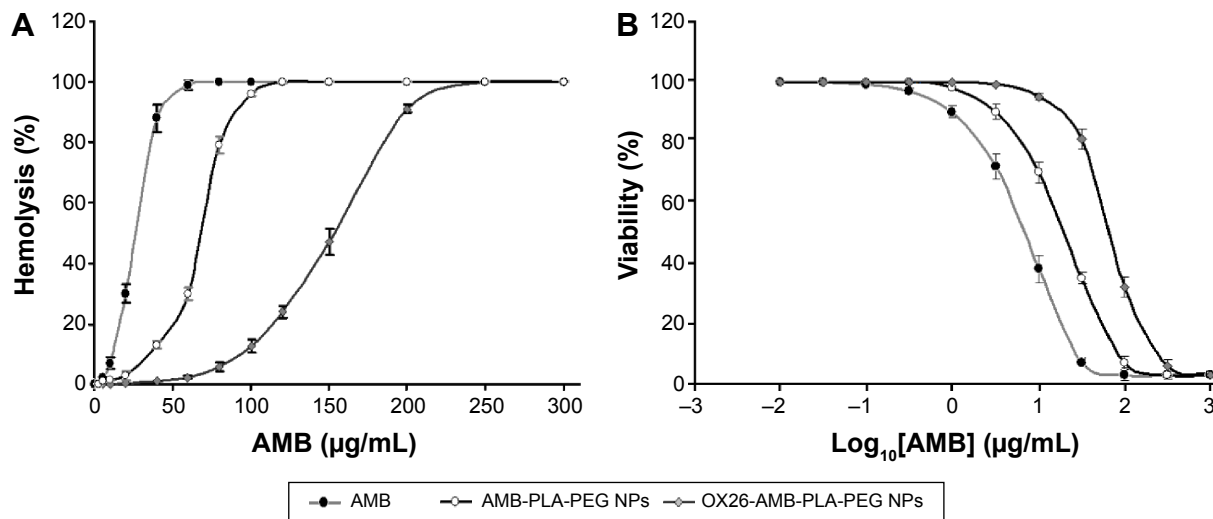 A
Hemolysis (%)
120
100
80
60
40
20
0
0 50 100 150 200 250 300
AMB (µg/mL)
B
Viability (%)
120
100
80
60
40
20
0
–3 –2 –1 0 1 2 3
Log₁₀[AMB] (µg/mL)
AMB AMB-PLA-PEG NPs OX26-AMB-PLA-PEG NPs